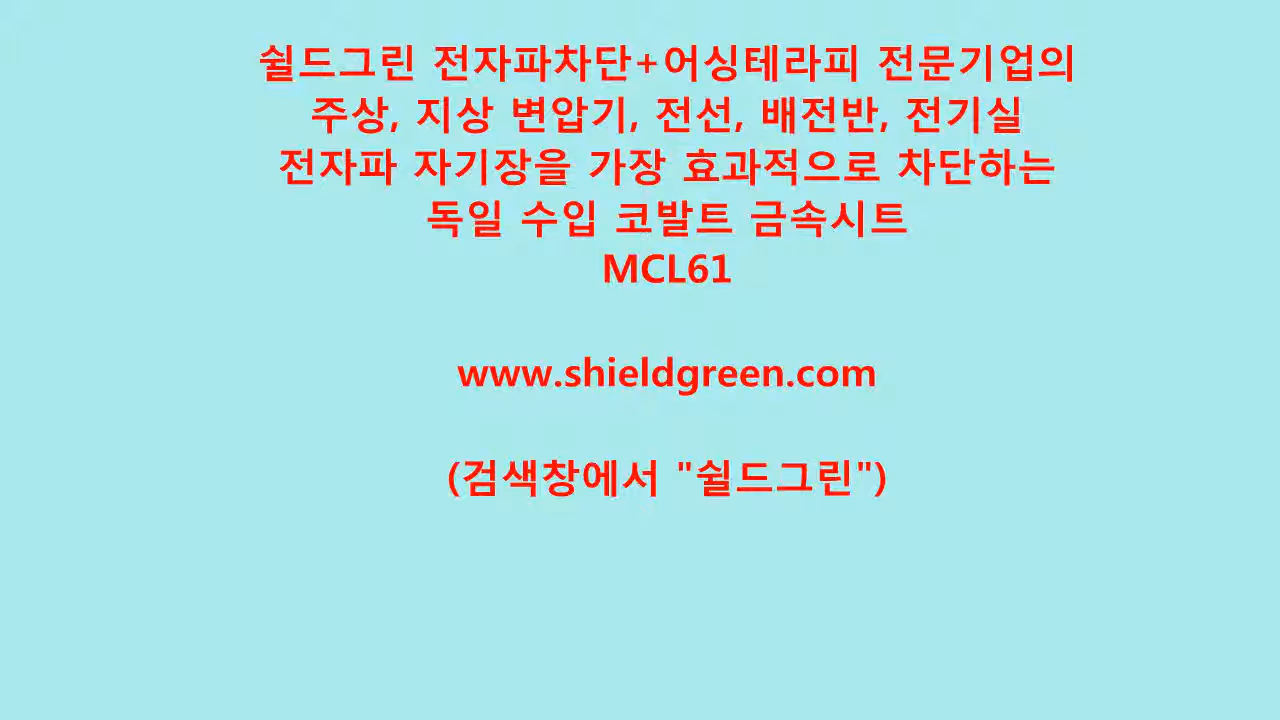 쉴드그린 전자파차단+어싱테라피 전문기업의
주상, 지상 변압기, 전선, 배전반, 전기실
전자파 자기장을 가장 효과적으로 차단하는
독일 수입 코발트 금속시트
MCL61
www.shieldgreen.com
(검색창에서 "쉴드그린")